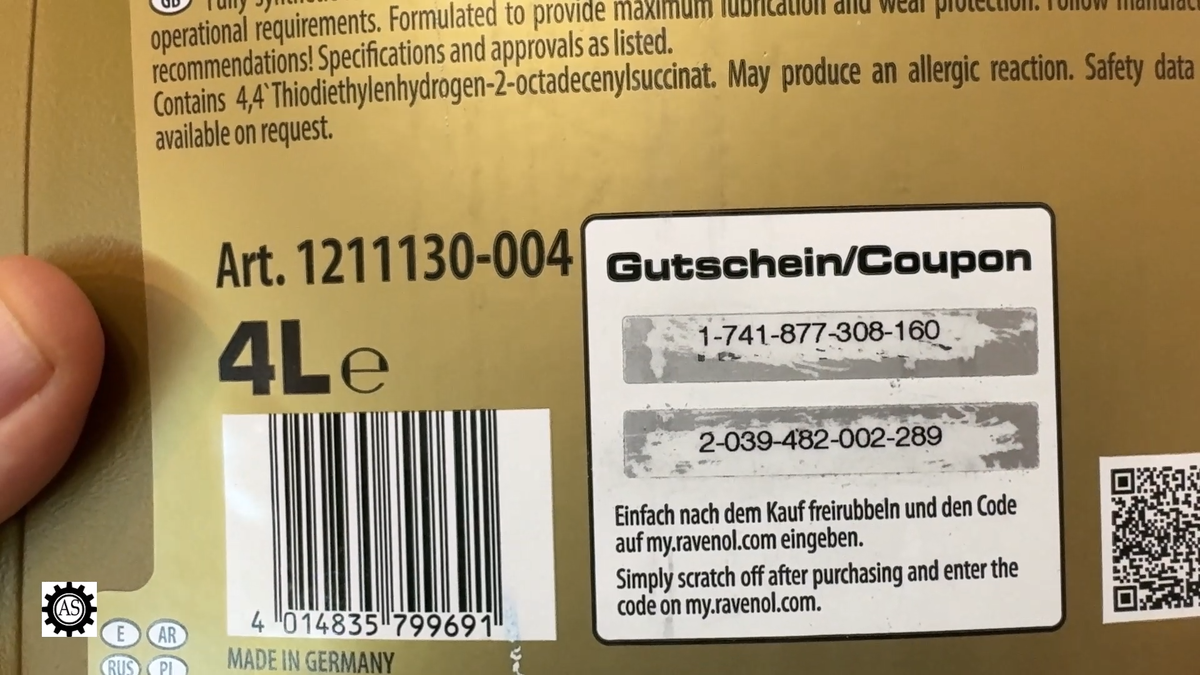 GB Fully
operational requirements. Formulated to provide maximum lubrication and wear protection. Follow
recommendations! Specifications and approvals as listed.
Contains 4,4`Thiodiethylenhydrogen-2-octadecenylsuccinat. May produce an allergic reaction. Safety data
available on request.
Art. 1211130-004
4L e
4 014835 799691
MADE IN GERMANY
Gutschein/Coupon
1-741-877-308-160
2-039-482-002-289
Einfach nach dem Kauf freirubbeln und den Code
auf my.ravenol.com eingeben.
Simply scratch off after purchasing and enter the
code on my.ravenol.com.
AS
E AR
RUS PL